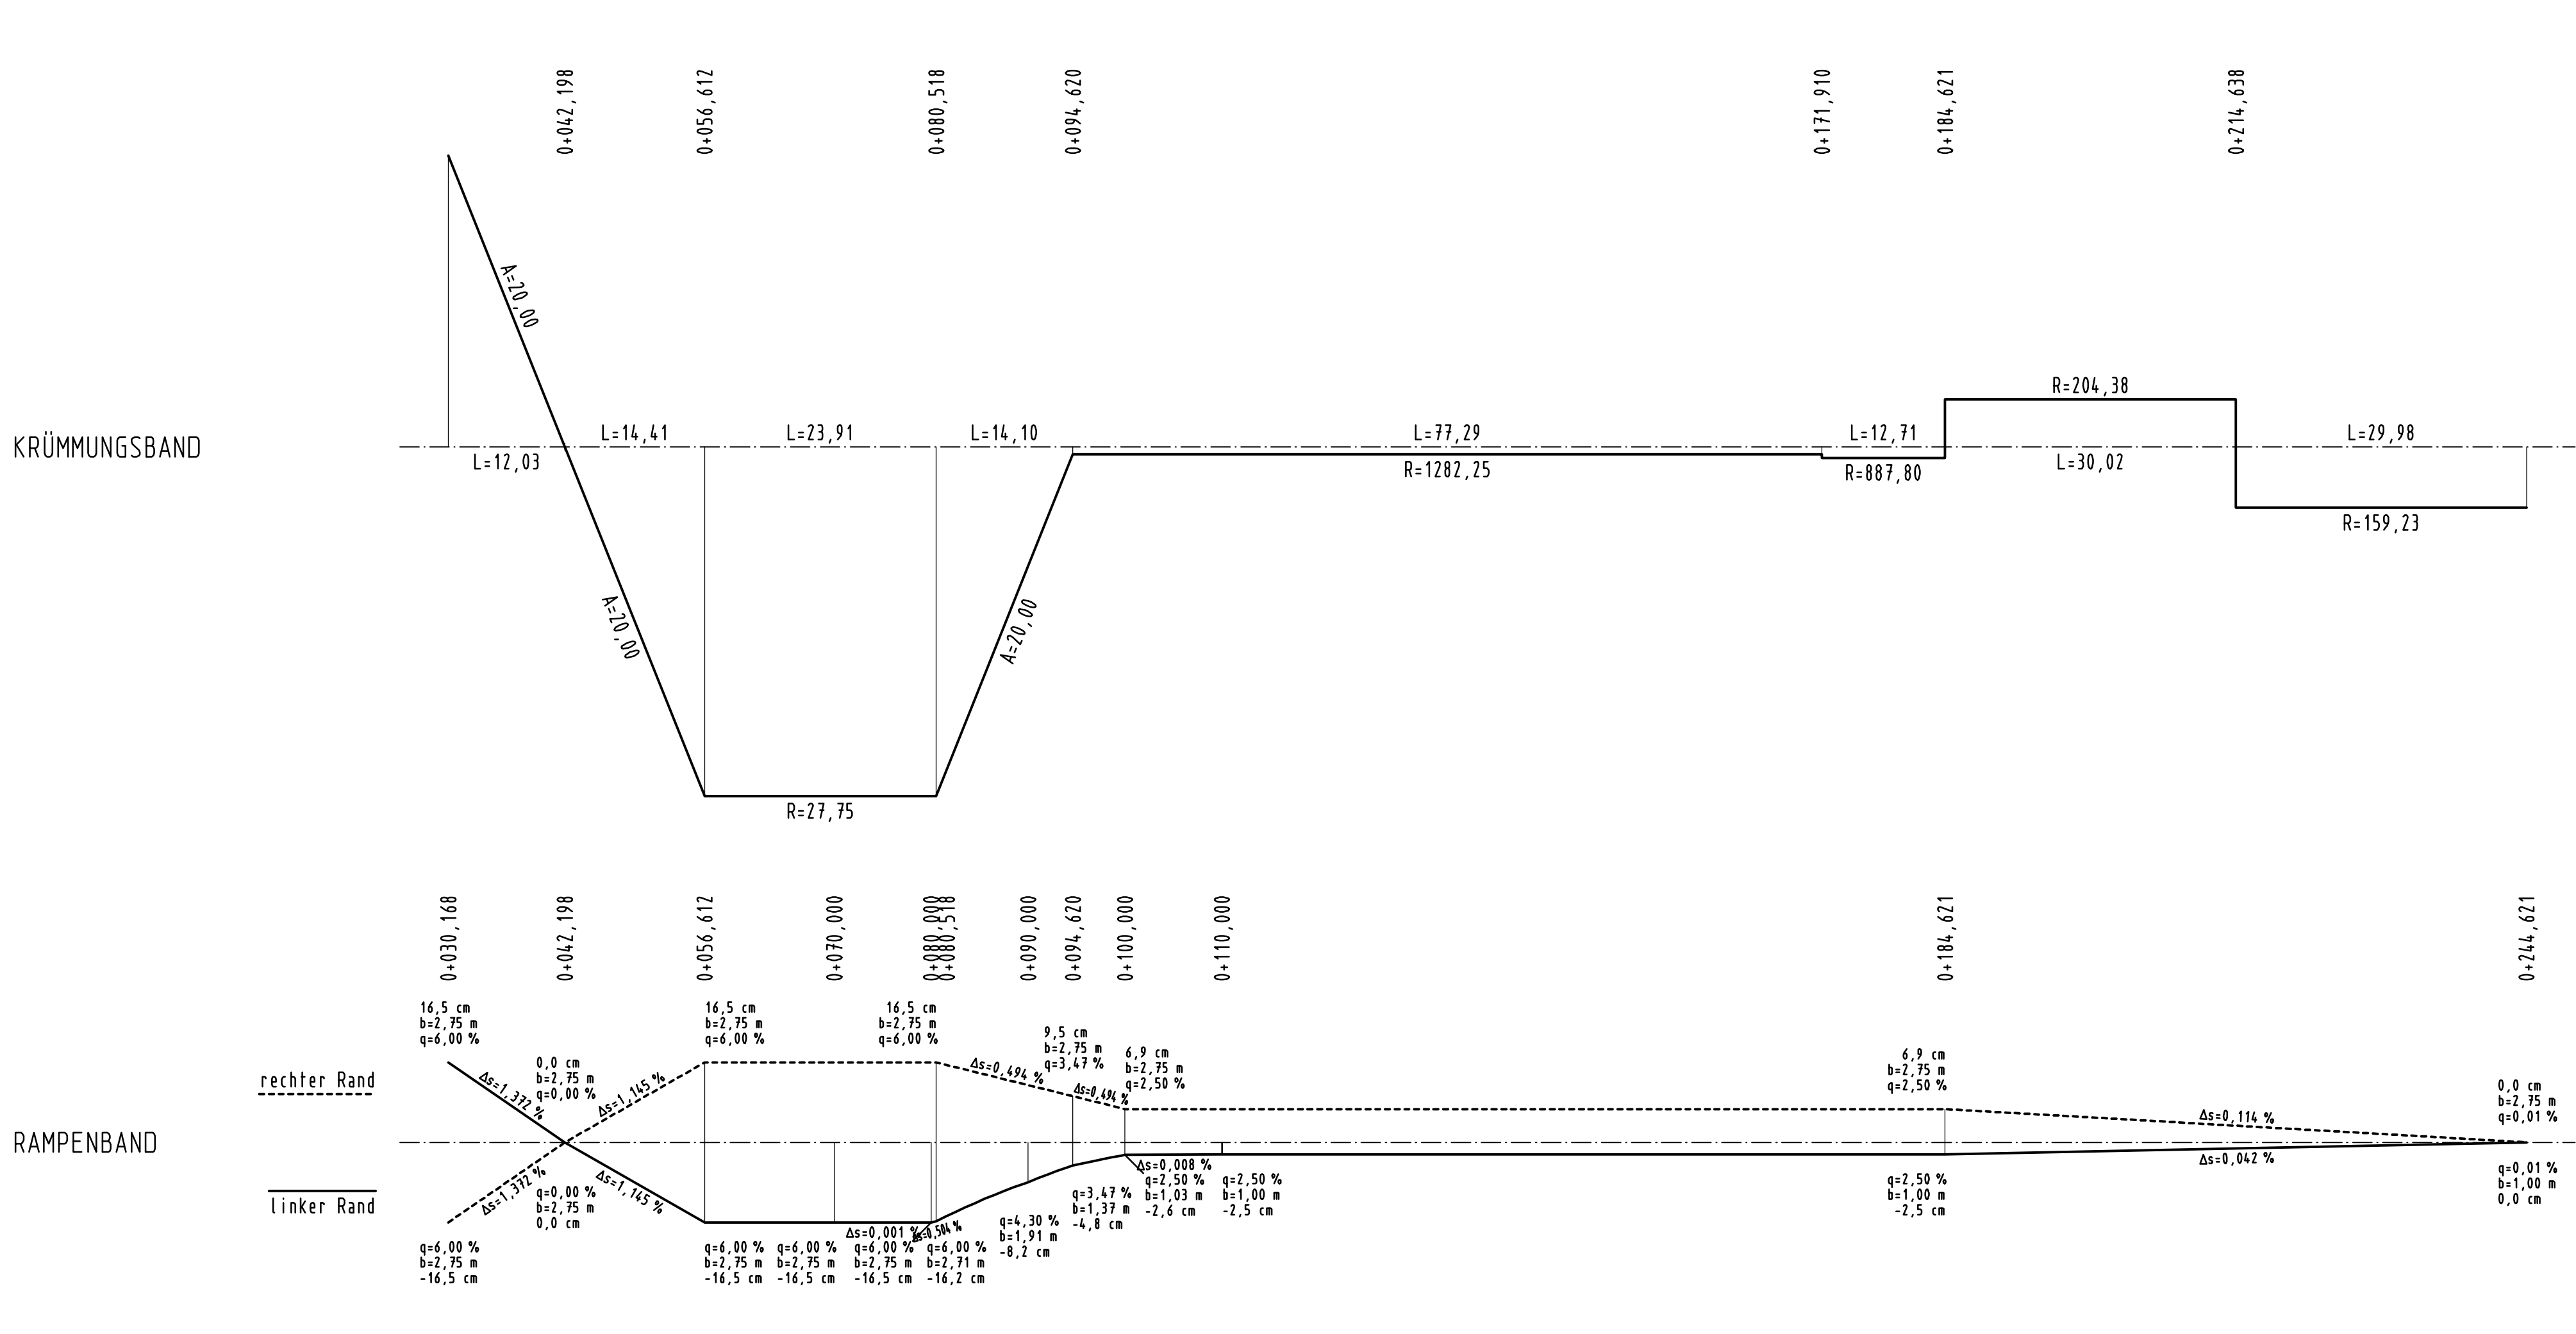 0+042,198
0+056,612
0+080,518
0+094,620
0+171,910
0+184,621
0+214,638
A=20,00
R=204,38
KRÜMMUNGSBAND
L=12,03
L=14,41
L=23,91
L=14,10
L=77,29
R=1282,25
L=12,71
R=887,80
L=30,02
L=29,98
R=159,23
A=20,00
A=20,00
R=27,75
0+030,168
0+042,198
0+056,612
0+070,000
0+080,000
0+080,518
0+090,000
0+094,620
0+100,000
0+110,000
0+184,621
0+244,621
16,5 cm
b=2,75 m
q=6,00 %
0,0 cm
b=2,75 m
q=0,00 %
16,5 cm
b=2,75 m
q=6,00 %
16,5 cm
b=2,75 m
q=6,00 %
9,5 cm
b=2,75 m
q=3,47 %
6,9 cm
b=2,75 m
q=2,50 %
6,9 cm
b=2,75 m
q=2,50 %
0,0 cm
b=2,75 m
q=0,01 %
rechter Rand
Δs=1,372 %
Δs=1,145 %
Δs=0,494 %
Δs=0,494 %
Δs=0,114 %
RAMPENBAND
linker Rand
Δs=1,372 %
Δs=1,145 %
Δs=0,001 %
Δs=0,504 %
Δs=0,008 %
Δs=0,042 %
q=6,00 %
b=2,75 m
-16,5 cm
q=0,00 %
b=2,75 m
0,0 cm
q=6,00 %
b=2,75 m
-16,5 cm
q=6,00 %
b=2,75 m
-16,5 cm
q=6,00 %
b=2,75 m
-16,5 cm
q=6,00 %
b=2,71 m
-16,2 cm
q=4,30 %
b=1,91 m
-8,2 cm
q=3,47 %
b=1,37 m
-4,8 cm
q=2,50 %
b=1,03 m
-2,6 cm
q=2,50 %
b=1,00 m
-2,5 cm
q=2,50 %
b=1,00 m
-2,5 cm
q=0,01 %
b=1,00 m
0,0 cm